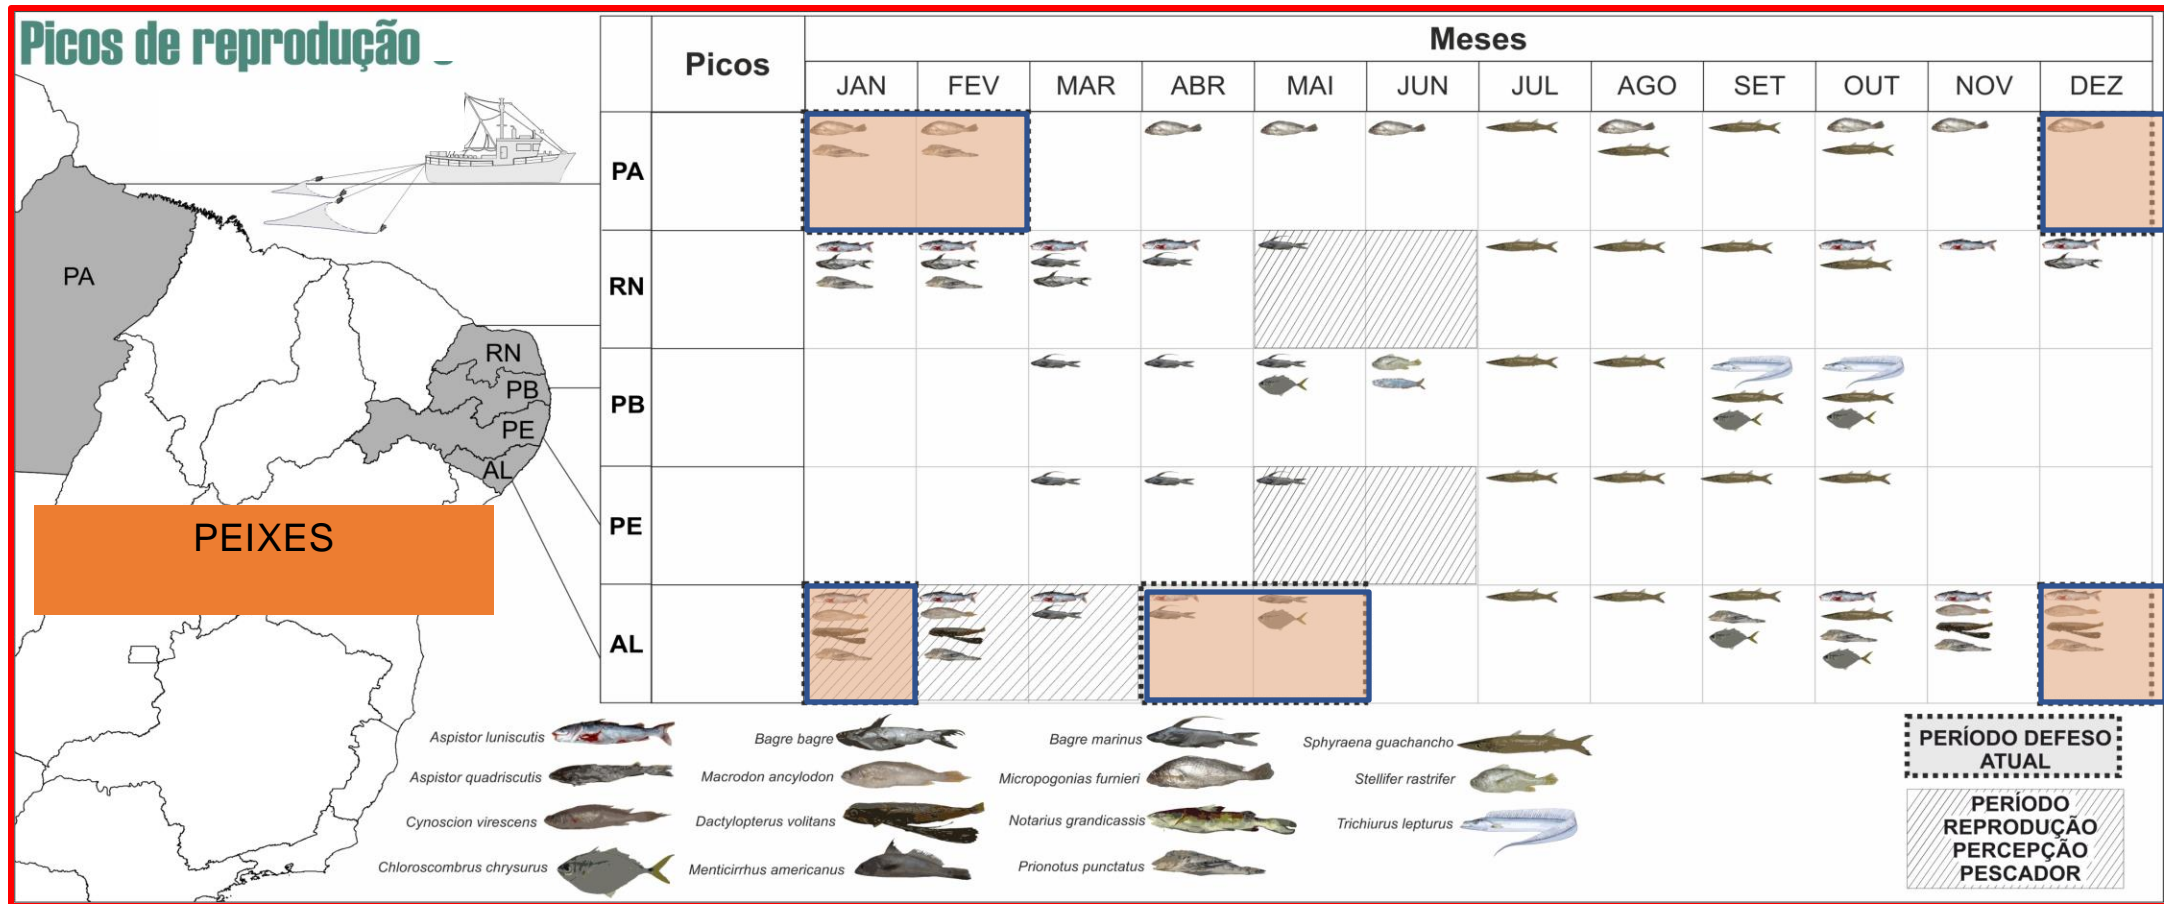 Picos de reprodução
Picos
Meses
JAN FEV MAR ABR MAI JUN JUL AGO SET OUT NOV DEZ
PA
RN
PB
PE
AL
PA
RN
PB
PE
AL
PEIXES
Aspistor luniscutis
Bagre bagre
Bagre marinus
Sphyraena guachancho
Aspistor quadriscutis
Macrodon ancylodon
Micropogonias furnieri
Stellifer rastrifer
Cynoscion virescens
Dactylopterus volitans
Notarius grandicassis
Trichiurus lepturus
Chloroscombrus chrysurus
Menticirrhus americanus
Prionotus punctatus
PERÍODO DEFESO
ATUAL
PERÍODO
REPRODUÇÃO
PERCEPÇÃO
PESCADOR